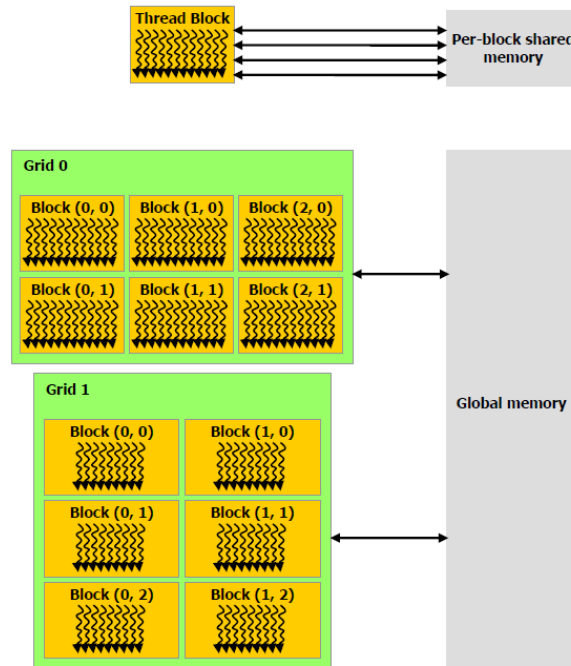 Thread Block
Per-block shared
memory
Grid 0
Block (0, 0)
Block (1, 0)
Block (2, 0)
Block (0, 1)
Block (1, 1)
Block (2, 1)
Grid 1
Global memory
Block (0, 0)
Block (1, 0)
Block (0, 1)
Block (1, 1)
Block (0, 2)
Block (1, 2)